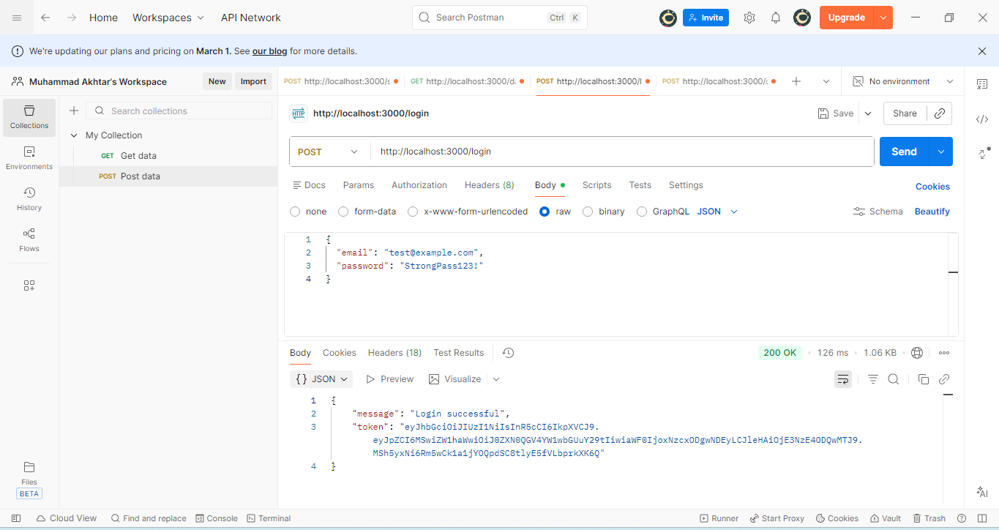 Home Workspaces API Network Search Postman Ctrl K Invite Upgrade
We're updating our plans and pricing on March 1. See our blog for more details.
Muhammad Akhtar's Workspace New Import POST http://localhost:3000/s GET http://localhost:3000/d POST http://localhost:3000/l POST http://localhost:3000/s No environment
Collections
Environments
History
Flows
Files
BETA
Search collections
My Collection
GET Get data
POST Post data
HTTP http://localhost:3000/login Save Share
POST http://localhost:3000/login Send
Docs Params Authorization Headers (8) Body Scripts Tests Settings Cookies
none form-data x-www-form-urlencoded raw binary GraphQL JSON Schema Beautify
1 {
2 "email": "test@example.com",
3 "password": "StrongPass123!"
4 }
Body Cookies Headers (18) Test Results 200 OK 126 ms 1.06 KB
{} JSON Preview Visualize
1 {
2 "message": "Login successful",
3 "token": "eyJhbGciOiJIUzI1NiIsInR5cCI6IkpXVCJ9.
eyJpZCI6MSwiZW1haWwiOiJ0ZXN0QGV4YW1wbGUuY29tIiwiaWF0IjoxNzcxODgwNDEyLCJleHAiOjE3NzE4ODQwMTJ9.
MSh5yxNi6Rm5wCk1a1jYOQpdSC8tlyE5fVLbprkXK6Q"
4 }
AI
Cloud View Find and replace Console Terminal Runner Start Proxy Cookies Vault Trash